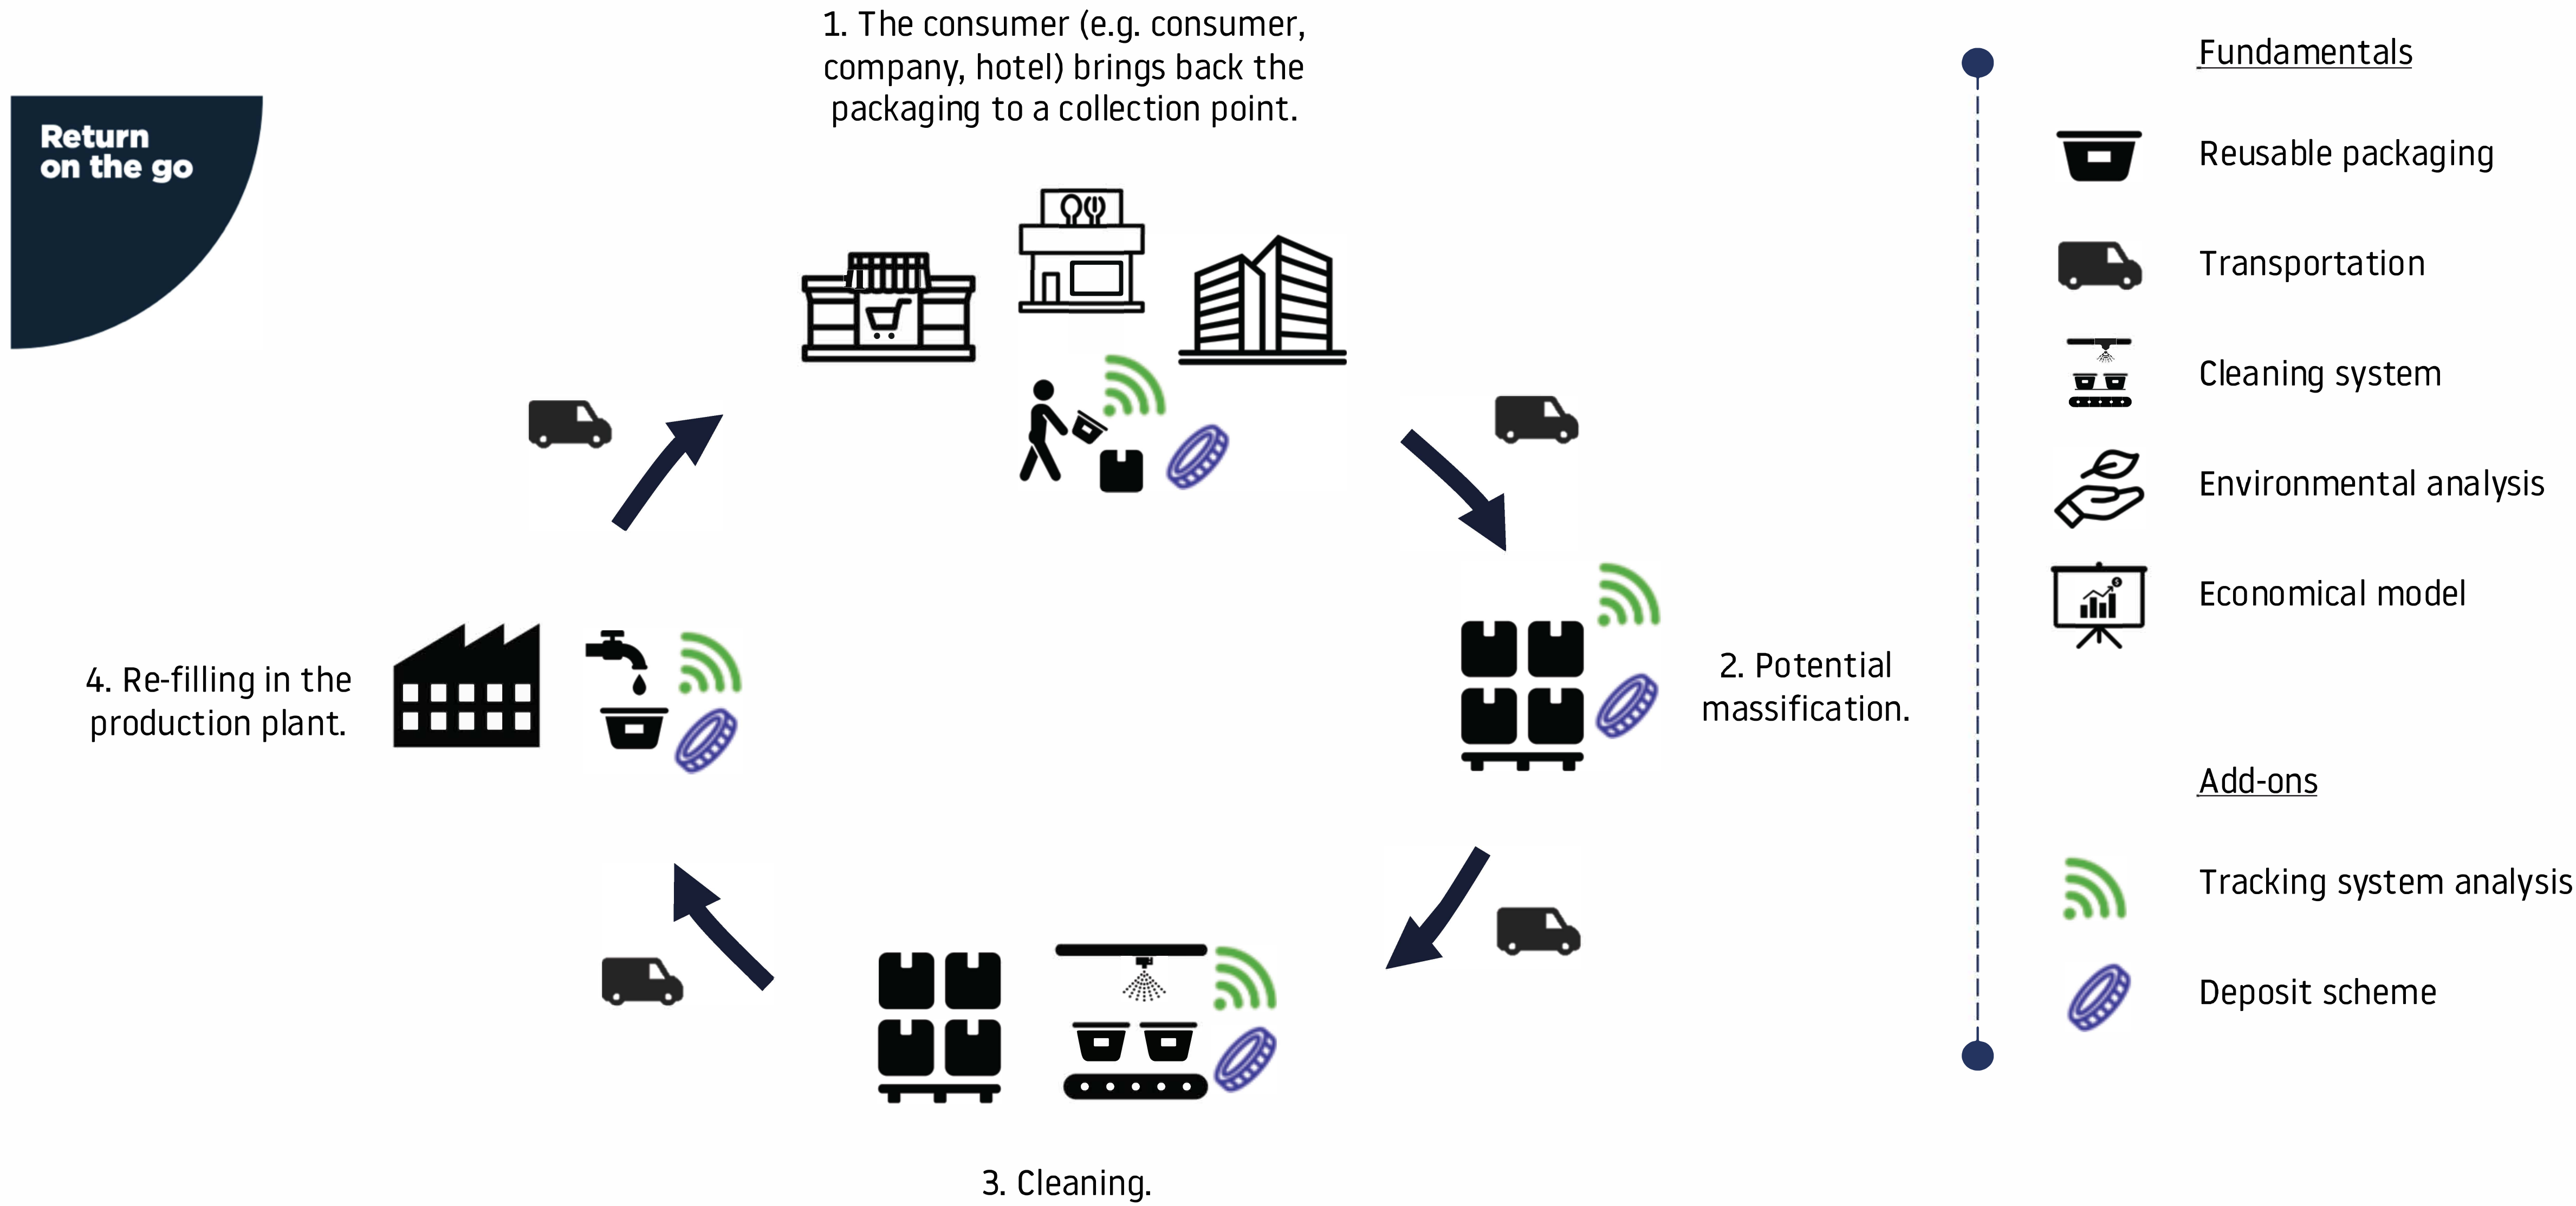 Return
on the go
1. The consumer (e.g. consumer,
company, hotel) brings back the
packaging to a collection point.
2. Potential
massification.
3. Cleaning.
4. Re-filling in the
production plant.
Fundamentals
Reusable packaging
Transportation
Cleaning system
Environmental analysis
Economical model
Add-ons
Tracking system analysis
Deposit scheme